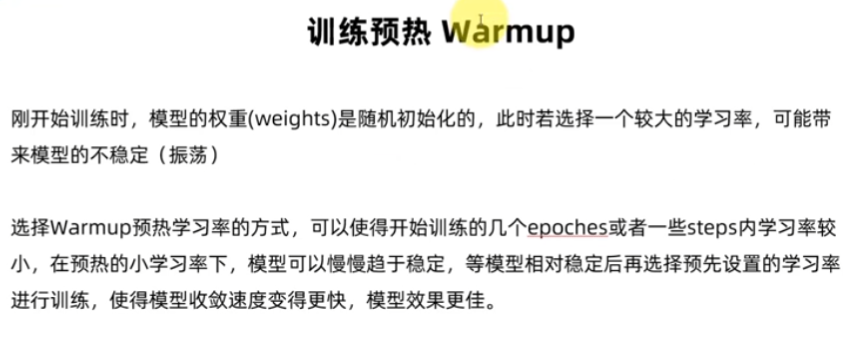 训练预热 Warmup
刚开始训练时，模型的权重(weights)是随机初始化的，此时若选择一个较大的学习率，可能带
来模型的不稳定（振荡）
选择Warmup预热学习率的方式，可以使得开始训练的几个epoches或者一些steps内学习率较
小，在预热的小学习率下，模型可以慢慢趋于稳定，等模型相对稳定后再选择预先设置的学习率
进行训练，使得模型收敛速度变得更快，模型效果更佳。